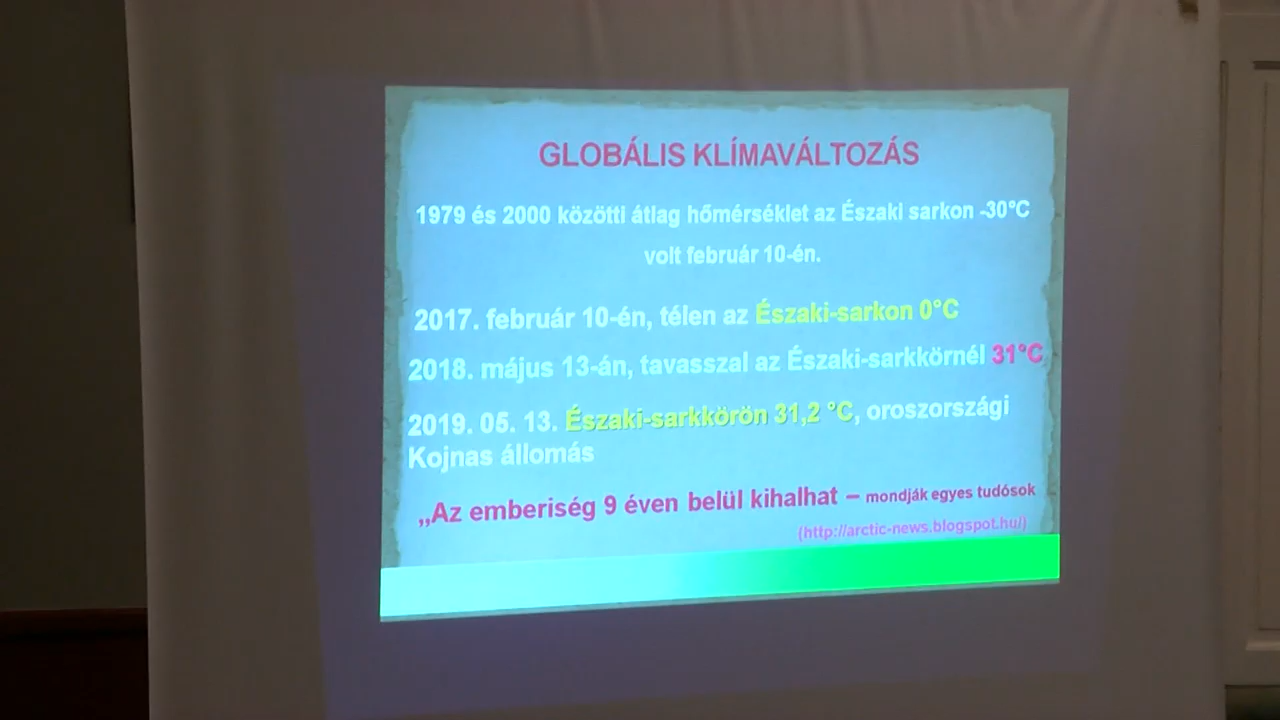 GLOBÁLIS KLÍMAVÁLTOZÁS
1979 és 2000 közötti átlag hőmérséklet az Északi sarkon -30°C
volt február 10-én.
2017. február 10-én, télen az Északi-sarkon 0°C
2018. május 13-án, tavasszal az Északi-sarkkörnél 31°C
2019. 05. 13. Északi-sarkkörön 31,2 °C, oroszországi
Kojnas állomás
„Az emberiség 9 éven belül kihalhat – mondják egyes tudósok
(http://arctic-news.blogspot.hu/)